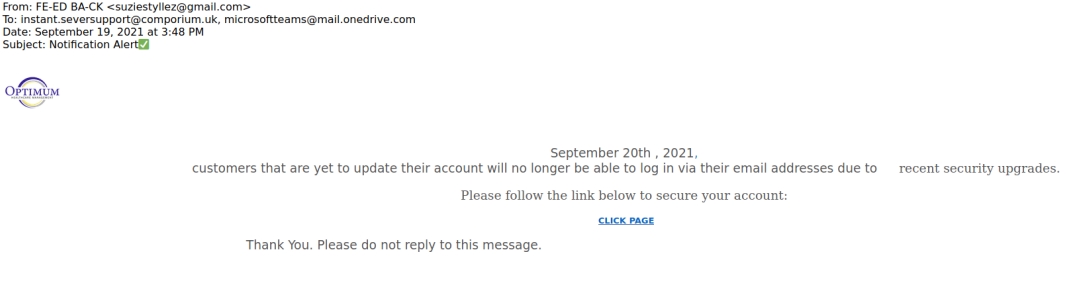 From: FE-ED BA-CK <suziestyllez@gmail.com>
To: instant.seversupport@comporium.uk, microsoftteams@mail.onedrive.com
Date: September 19, 2021 at 3:48 PM
Subject: Notification Alert✅
OPTIMUM
September 20th , 2021,
customers that are yet to update their account will no longer be able to log in via their email addresses due to recent security upgrades.
Please follow the link below to secure your account:
CLICK PAGE
Thank You. Please do not reply to this message.